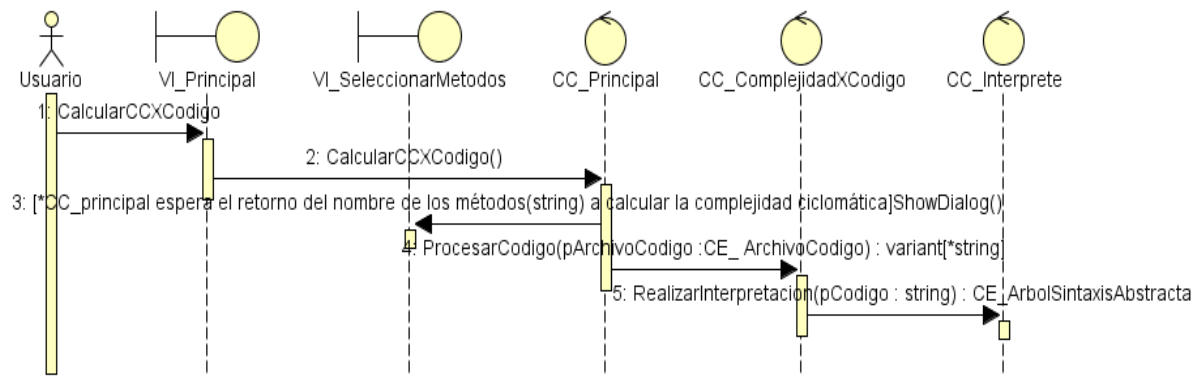 Usuario VI_Principal VI_SeleccionarMetodos CC_Principal CC_ComplejidadXCodigo CC_Interprete
1: CalcularCCXCodigo
2: CalcularCCXCodigo()
3: [*CC_principal espera el retorno del nombre de los métodos(string) a calcular la complejidad ciclomática]ShowDialog()
4: ProcesarCodigo(pArchivoCodigo :CE_ ArchivoCodigo) : variant[*string]
5: RealizarInterpretacion(pCodigo : string) : CE_ArbolSintaxisAbstracta